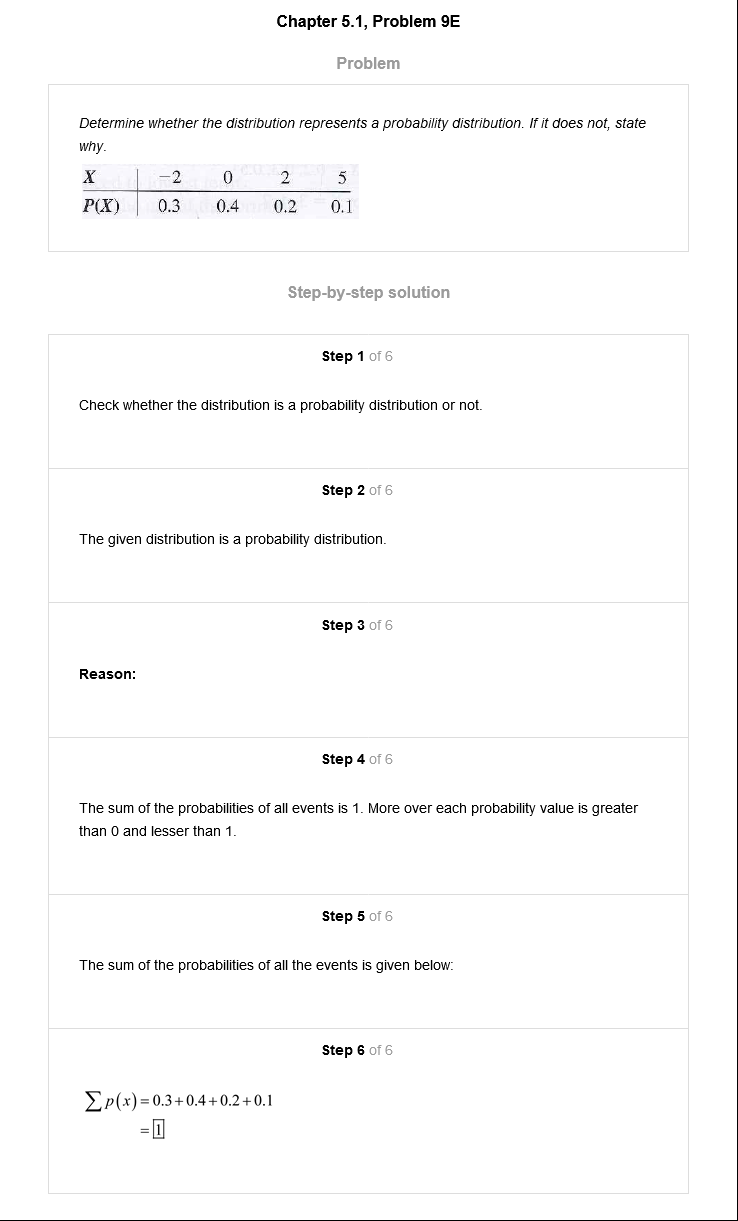 Chapter 5.1, Problem 9E
Problem
Determine whether the distribution represents a probability distribution. If it does not, state
why.
X −2 0 2 5
P(X) 0.3 0.4 0.2 0.1
Step-by-step solution
Step 1 of 6
Check whether the distribution is a probability distribution or not.
Step 2 of 6
The given distribution is a probability distribution.
Step 3 of 6
Reason:
Step 4 of 6
The sum of the probabilities of all events is 1. More over each probability value is greater
than 0 and lesser than 1.
Step 5 of 6
The sum of the probabilities of all the events is given below:
Step 6 of 6
∑p(x) = 0.3+0.4+0.2+0.1
= 1